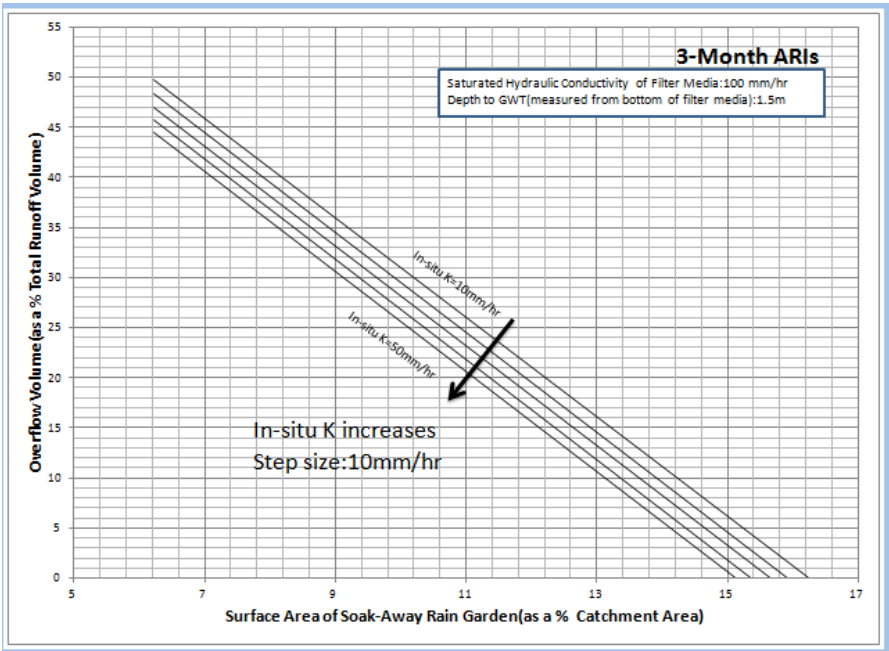 3-Month ARIs
Saturated Hydraulic Conductivity of Filter Media:100 mm/hr
Depth to GWT(measured from bottom of filter media):1.5m
Overflow Volume(as a % Total Runoff Volume)
55
50
45
40
35
30
25
20
15
10
5
0
In-situ K=10mm/hr
In-situ K=50mm/hr
In-situ K increases
Step size:10mm/hr
5 7 9 11 13 15 17
Surface Area of Soak-Away Rain Garden(as a % Catchment Area)